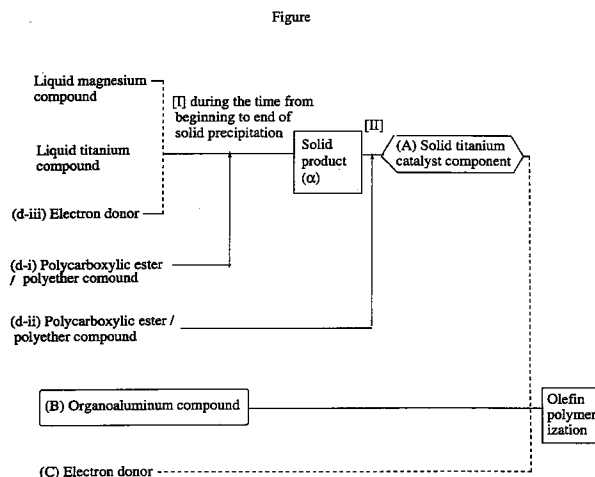 Figure
Liquid magnesium
compound
[I] during the time from
beginning to end of
solid precipitation
[II]
Liquid titanium
compound
Solid
product
(α)
(A) Solid titanium
catalyst component
(d-iii) Electron donor
(d-i) Polycarboxylic ester
/ polyether comound
(d-ii) Polycarboxylic ester /
polyether compound
(B) Organoaluminum compound
Olefin
polymer
ization
(C) Electron donor